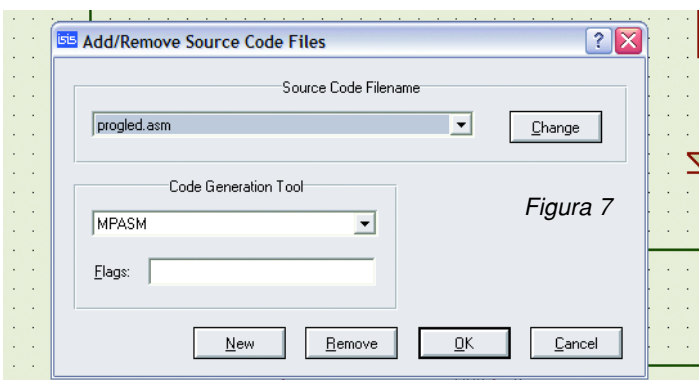 isis Add/Remove Source Code Files
Source Code Filename
progled.asm
Change
Code Generation Tool
MPASM
Figura 7
Flags:
New Remove OK Cancel